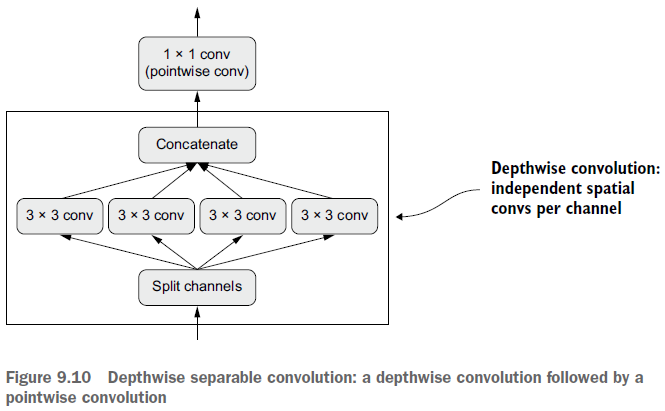 1 × 1 conv
(pointwise conv)
Concatenate
Depthwise convolution:
independent spatial
convs per channel
3 × 3 conv
3 × 3 conv
3 × 3 conv
3 × 3 conv
Split channels
Figure 9.10 Depthwise separable convolution: a depthwise convolution followed by a
pointwise convolution